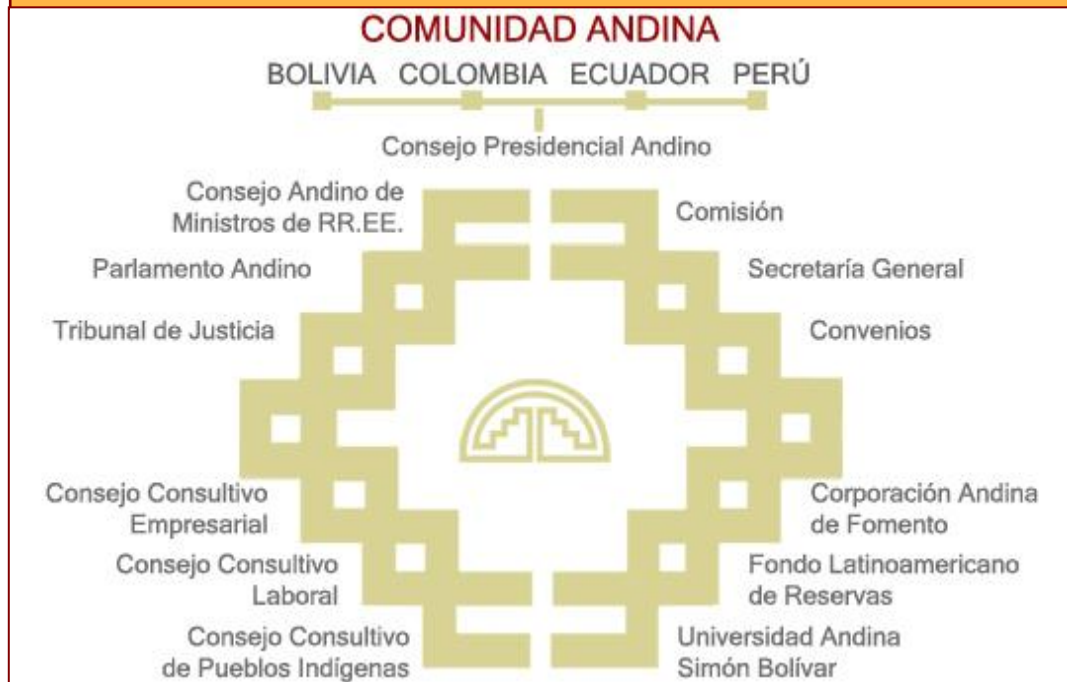 COMUNIDAD ANDINA
BOLIVIA COLOMBIA ECUADOR PERÚ
Consejo Presidencial Andino
Consejo Andino de
Ministros de RR.EE.
Parlamento Andino
Tribunal de Justicia
Consejo Consultivo
Empresarial
Consejo Consultivo
Laboral
Consejo Consultivo
de Pueblos Indígenas
Comisión
Secretaría General
Convenios
Corporación Andina
de Fomento
Fondo Latinoamericano
de Reservas
Universidad Andina
Simón Bolívar